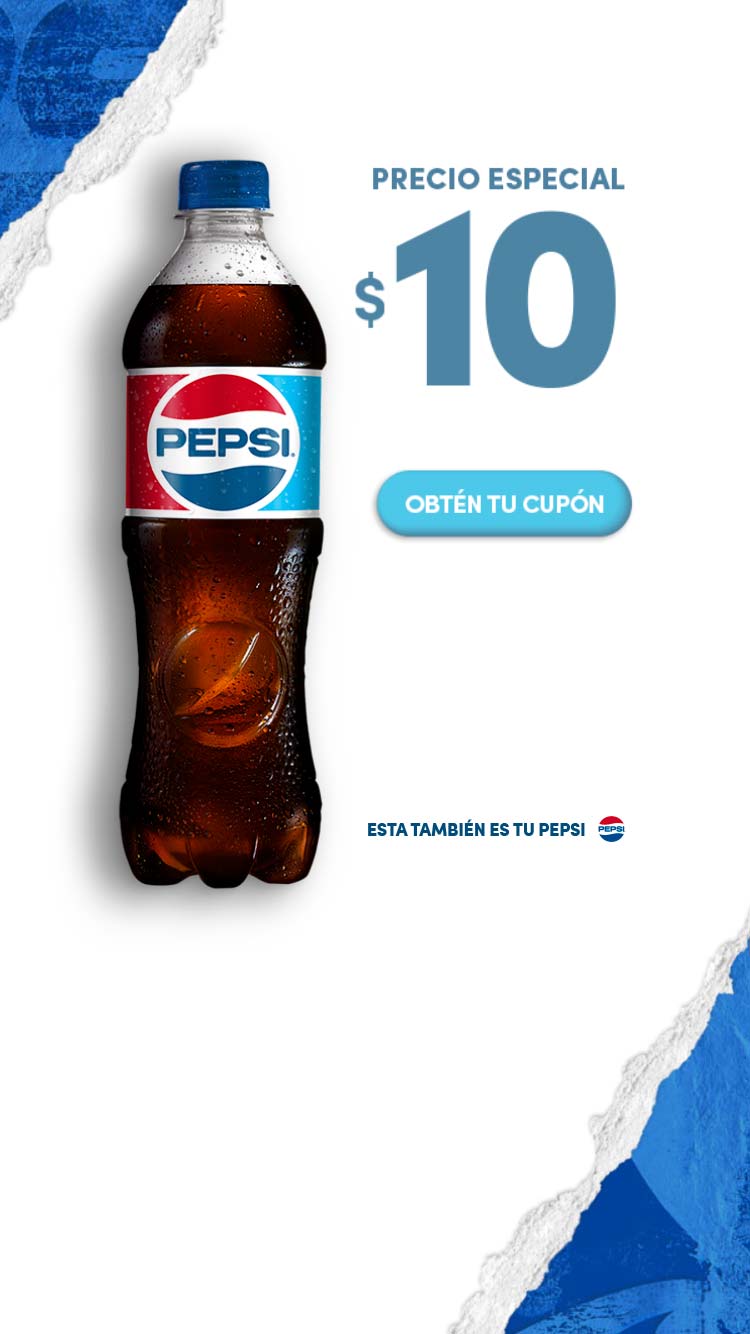 PRECIO ESPECIAL
$10
PEPSI
OBTÉN TU CUPÓN
ESTA TAMBIÉN ES TU PEPSI PEPSI